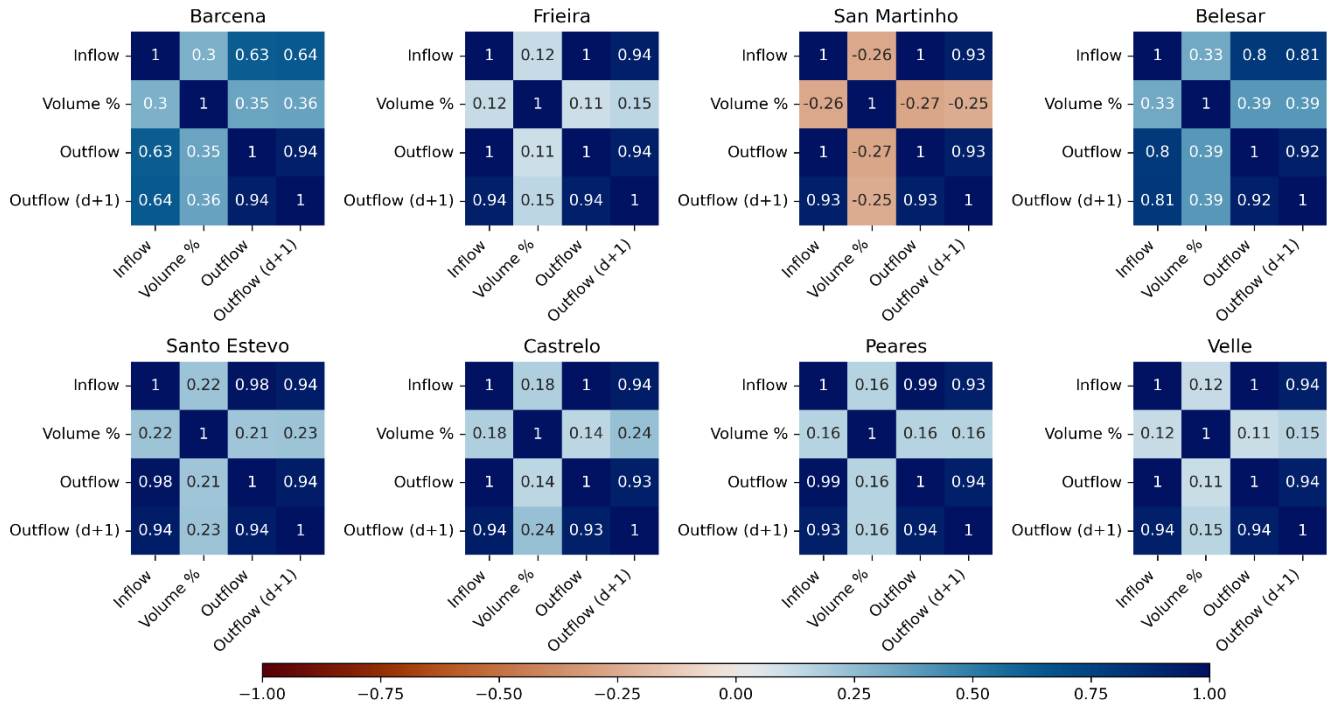 Barcena Frieira San Martinho Belesar
Inflow 1 0.3 0.63 0.64 Inflow 1 0.12 1 0.94 Inflow 1 -0.26 1 0.93 Inflow 1 0.33 0.8 0.81
Volume % 0.3 1 0.35 0.36 Volume % 0.12 1 0.11 0.15 Volume % -0.26 1 -0.27 -0.25 Volume % 0.33 1 0.39 0.39
Outflow 0.63 0.35 1 0.94 Outflow 1 0.11 1 0.94 Outflow 1 -0.27 1 0.93 Outflow 0.8 0.39 1 0.92
Outflow (d+1) 0.64 0.36 0.94 1 Outflow (d+1) 0.94 0.15 0.94 1 Outflow (d+1) 0.93 -0.25 0.93 1 Outflow (d+1) 0.81 0.39 0.92 1
Inflow Volume % Outflow Outflow (d+1) Inflow Volume % Outflow Outflow (d+1) Inflow Volume % Outflow Outflow (d+1) Inflow Volume % Outflow Outflow (d+1)
Santo Estevo Castrelo Peares Velle
Inflow 1 0.22 0.98 0.94 Inflow 1 0.18 1 0.94 Inflow 1 0.16 0.99 0.93 Inflow 1 0.12 1 0.94
Volume % 0.22 1 0.21 0.23 Volume % 0.18 1 0.14 0.24 Volume % 0.16 1 0.16 0.16 Volume % 0.12 1 0.11 0.15
Outflow 0.98 0.21 1 0.94 Outflow 1 0.14 1 0.93 Outflow 0.99 0.16 1 0.94 Outflow 1 0.11 1 0.94
Outflow (d+1) 0.94 0.23 0.94 1 Outflow (d+1) 0.94 0.24 0.93 1 Outflow (d+1) 0.93 0.16 0.94 1 Outflow (d+1) 0.94 0.15 0.94 1
Inflow Volume % Outflow Outflow (d+1) Inflow Volume % Outflow Outflow (d+1) Inflow Volume % Outflow Outflow (d+1) Inflow Volume % Outflow Outflow (d+1)
−1.00 −0.75 −0.50 −0.25 0.00 0.25 0.50 0.75 1.00